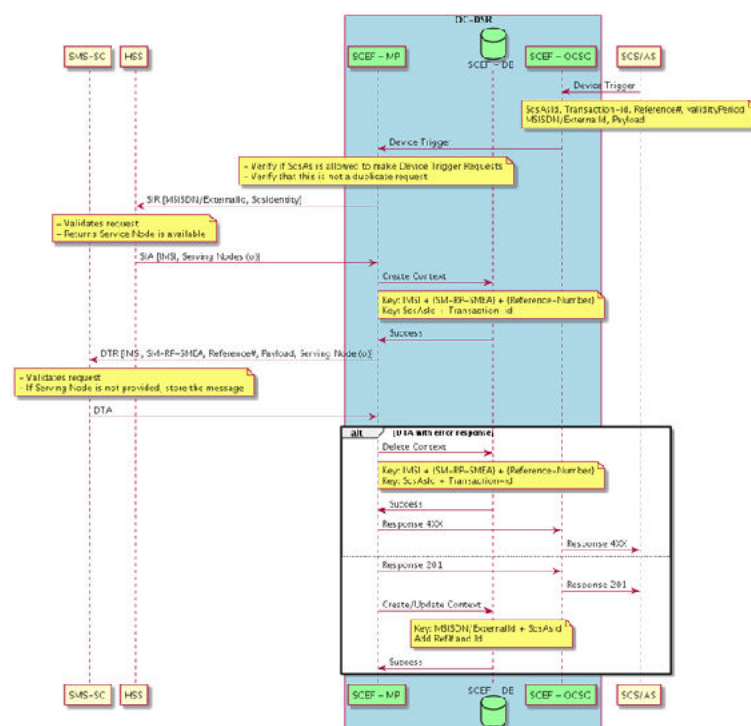 OC-DSR
SMS-SC
HSS
SCEF - MP
SCEF - DB
SCEF - OCSG
SCS/AS
Device Trigger
ScsAsId, Transaction-id, Reference#, ValidityPeriod
MSISDN/ExternalId, Payload
Device Trigger
- Verify if ScsAs is allowed to make Device Trigger Requests
- Verify that this is not a duplicate request
SIR [MSISDN/ExternalId, ScsIdentity]
- Validates request
- Returns Service Node is available
SIA [IMSI, Serving Nodes (o)]
Create Context
Key: IMSI + (SM-RP-SMEA) + (Reference-Number)
Key: ScsAsId + Transaction-id
Success
DTR [IMSI, SM-RP-SMEA, Reference#, Payload, Serving Node (o)]
- Validates request
- If Serving Node is not provided, store the message
DTA
alt [DTA with error response]
Delete Context
Key: IMSI + (SM-RP-SMEA) + (Reference-Number)
Key: ScsAsId + Transaction-id
Success
Response 4XX
Response 4XX
Response 201
Response 201
Create/Update Context
Key: MSISDN/ExternalId + ScsAsId
Add Ref# and Id
Success
SMS-SC
HSS
SCEF - MP
SCEF - DB
SCEF - OCSG
SCS/AS